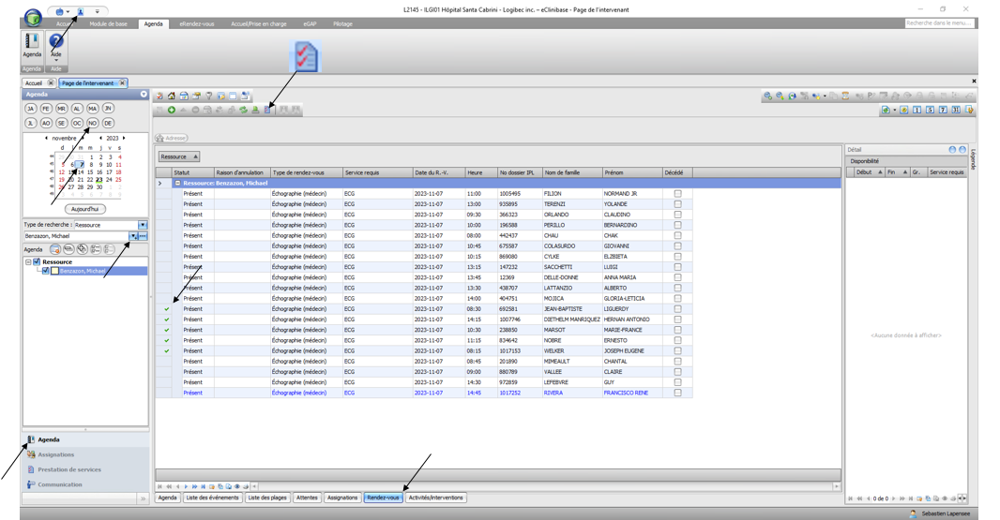 L2145 - ILGI01 Hôpital Santa Cabrini - Logibec inc. – eClinibase - Page de l'intervenant
Accueil Module de base Agenda eRendez-vous Accueil/Prise en charge eGAP Pilotage Recherche dans le menu...
Agenda Aide
Agenda Aide
Accueil Page de l'intervenant
Agenda
JA FE MR AL MA JN
JL AO SE OC NO DE
novembre 2023
d l m m j v s
1 2 3 4
5 6 7 8 9 10 11
12 13 14 15 16 17 18
19 20 21 22 23 24 25
26 27 28 29 30 1 2
3 4 5 6 7 8 9
Aujourd'hui
Type de recherche : Ressource
Benzazon, Michael
Agenda
Ressource
Benzazon, Michael
Agenda
Assignations
Prestation de services
Communication
1 5 7 31
Adresse
Ressource
Statut Raison d'annulation Type de rendez-vous Service requis Date du R.-V. Heure No dossier IPL Nom de famille Prénom Décédé
Ressource: Benzazon, Michael
Présent Échographie (médecin) ECG 2023-11-07 11:00 1005495 FILION NORMAND JR
Présent Échographie (médecin) ECG 2023-11-07 13:00 935895 TERENZI YOLANDE
Présent Échographie (médecin) ECG 2023-11-07 09:30 366323 ORLANDO CLAUDINO
Présent Échographie (médecin) ECG 2023-11-07 10:00 196588 PERILLO BERNARDINO
Présent Échographie (médecin) ECG 2023-11-07 08:00 442437 CHAU CHAK
Présent Échographie (médecin) ECG 2023-11-07 10:45 675587 COLASURDO GIOVANNI
Présent Échographie (médecin) ECG 2023-11-07 10:15 869080 CYLKE ELZBIETA
Présent Échographie (médecin) ECG 2023-11-07 13:15 147232 SACCHETTI LUIGI
Présent Échographie (médecin) ECG 2023-11-07 13:45 12369 DELLE-DONNE ANNA MARIA
Présent Échographie (médecin) ECG 2023-11-07 13:30 438707 LATTANZIO ALBERTO
Présent Échographie (médecin) ECG 2023-11-07 14:00 404751 MOJICA GLORIA-LETICIA
Présent Échographie (médecin) ECG 2023-11-07 08:30 692581 JEAN-BAPTISTE LIGUERDY
Présent Échographie (médecin) ECG 2023-11-07 14:15 1007746 DIETHELM MANRIQUEZ HERNAN ANTONIO
Présent Échographie (médecin) ECG 2023-11-07 10:30 238850 MARSOT MARIE-FRANCE
Présent Échographie (médecin) ECG 2023-11-07 11:15 834642 NOBRE ERNESTO
Présent Échographie (médecin) ECG 2023-11-07 08:15 1017153 WELKER JOSEPH EUGENE
Présent Échographie (médecin) ECG 2023-11-07 08:45 201890 MIMEAULT CHANTAL
Présent Échographie (médecin) ECG 2023-11-07 09:00 880789 VALLEE CLAIRE
Présent Échographie (médecin) ECG 2023-11-07 14:30 972859 LEFEBVRE GUY
Présent Échographie (médecin) ECG 2023-11-07 14:45 1017252 RIVERA FRANCISCO RENE
Agenda Liste des événements Liste des plages Attentes Assignations Rendez-vous Activités/Interventions
Détail
Disponibilité
Début Fin Gr. Service requis
<Aucune donnée à afficher>
0 de 0
Légende
Sebastien Lapensee